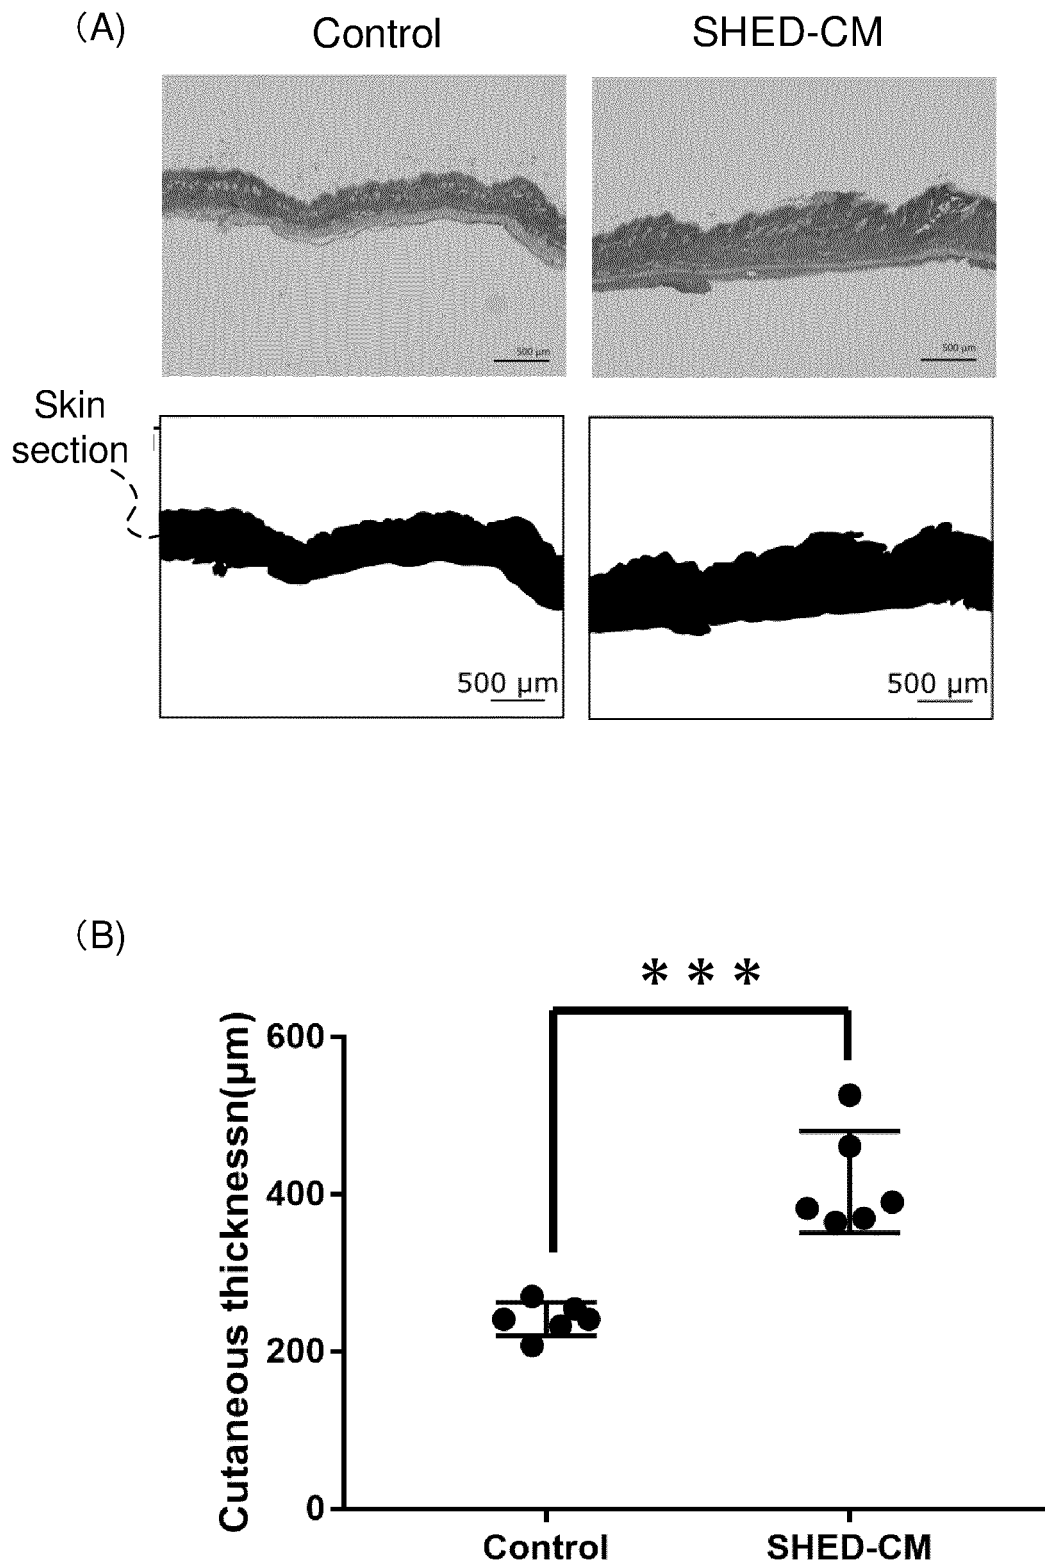 (A)
Control
SHED-CM
500 µm
500 µm
Skin
section
500 µm
500 µm
(B)
***
Cutaneous thicknessn(µm)
600
400
200
0
Control
SHED-CM